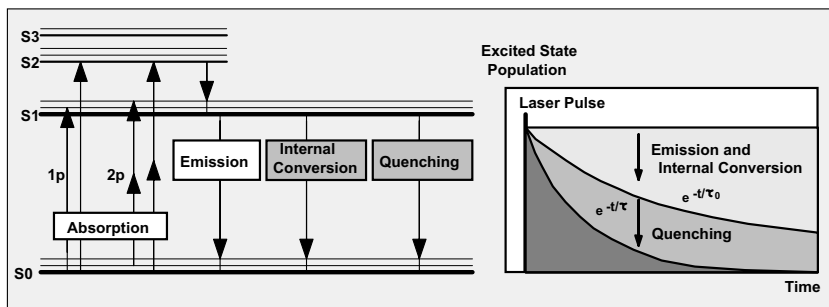 S3
S2
S1
1p
2p
Absorption
Emission
Internal
Conversion
Quenching
S0
Excited State
Population
Laser Pulse
Emission and
Internal Conversion
e -t/τ
e -t/τ0
Quenching
Time